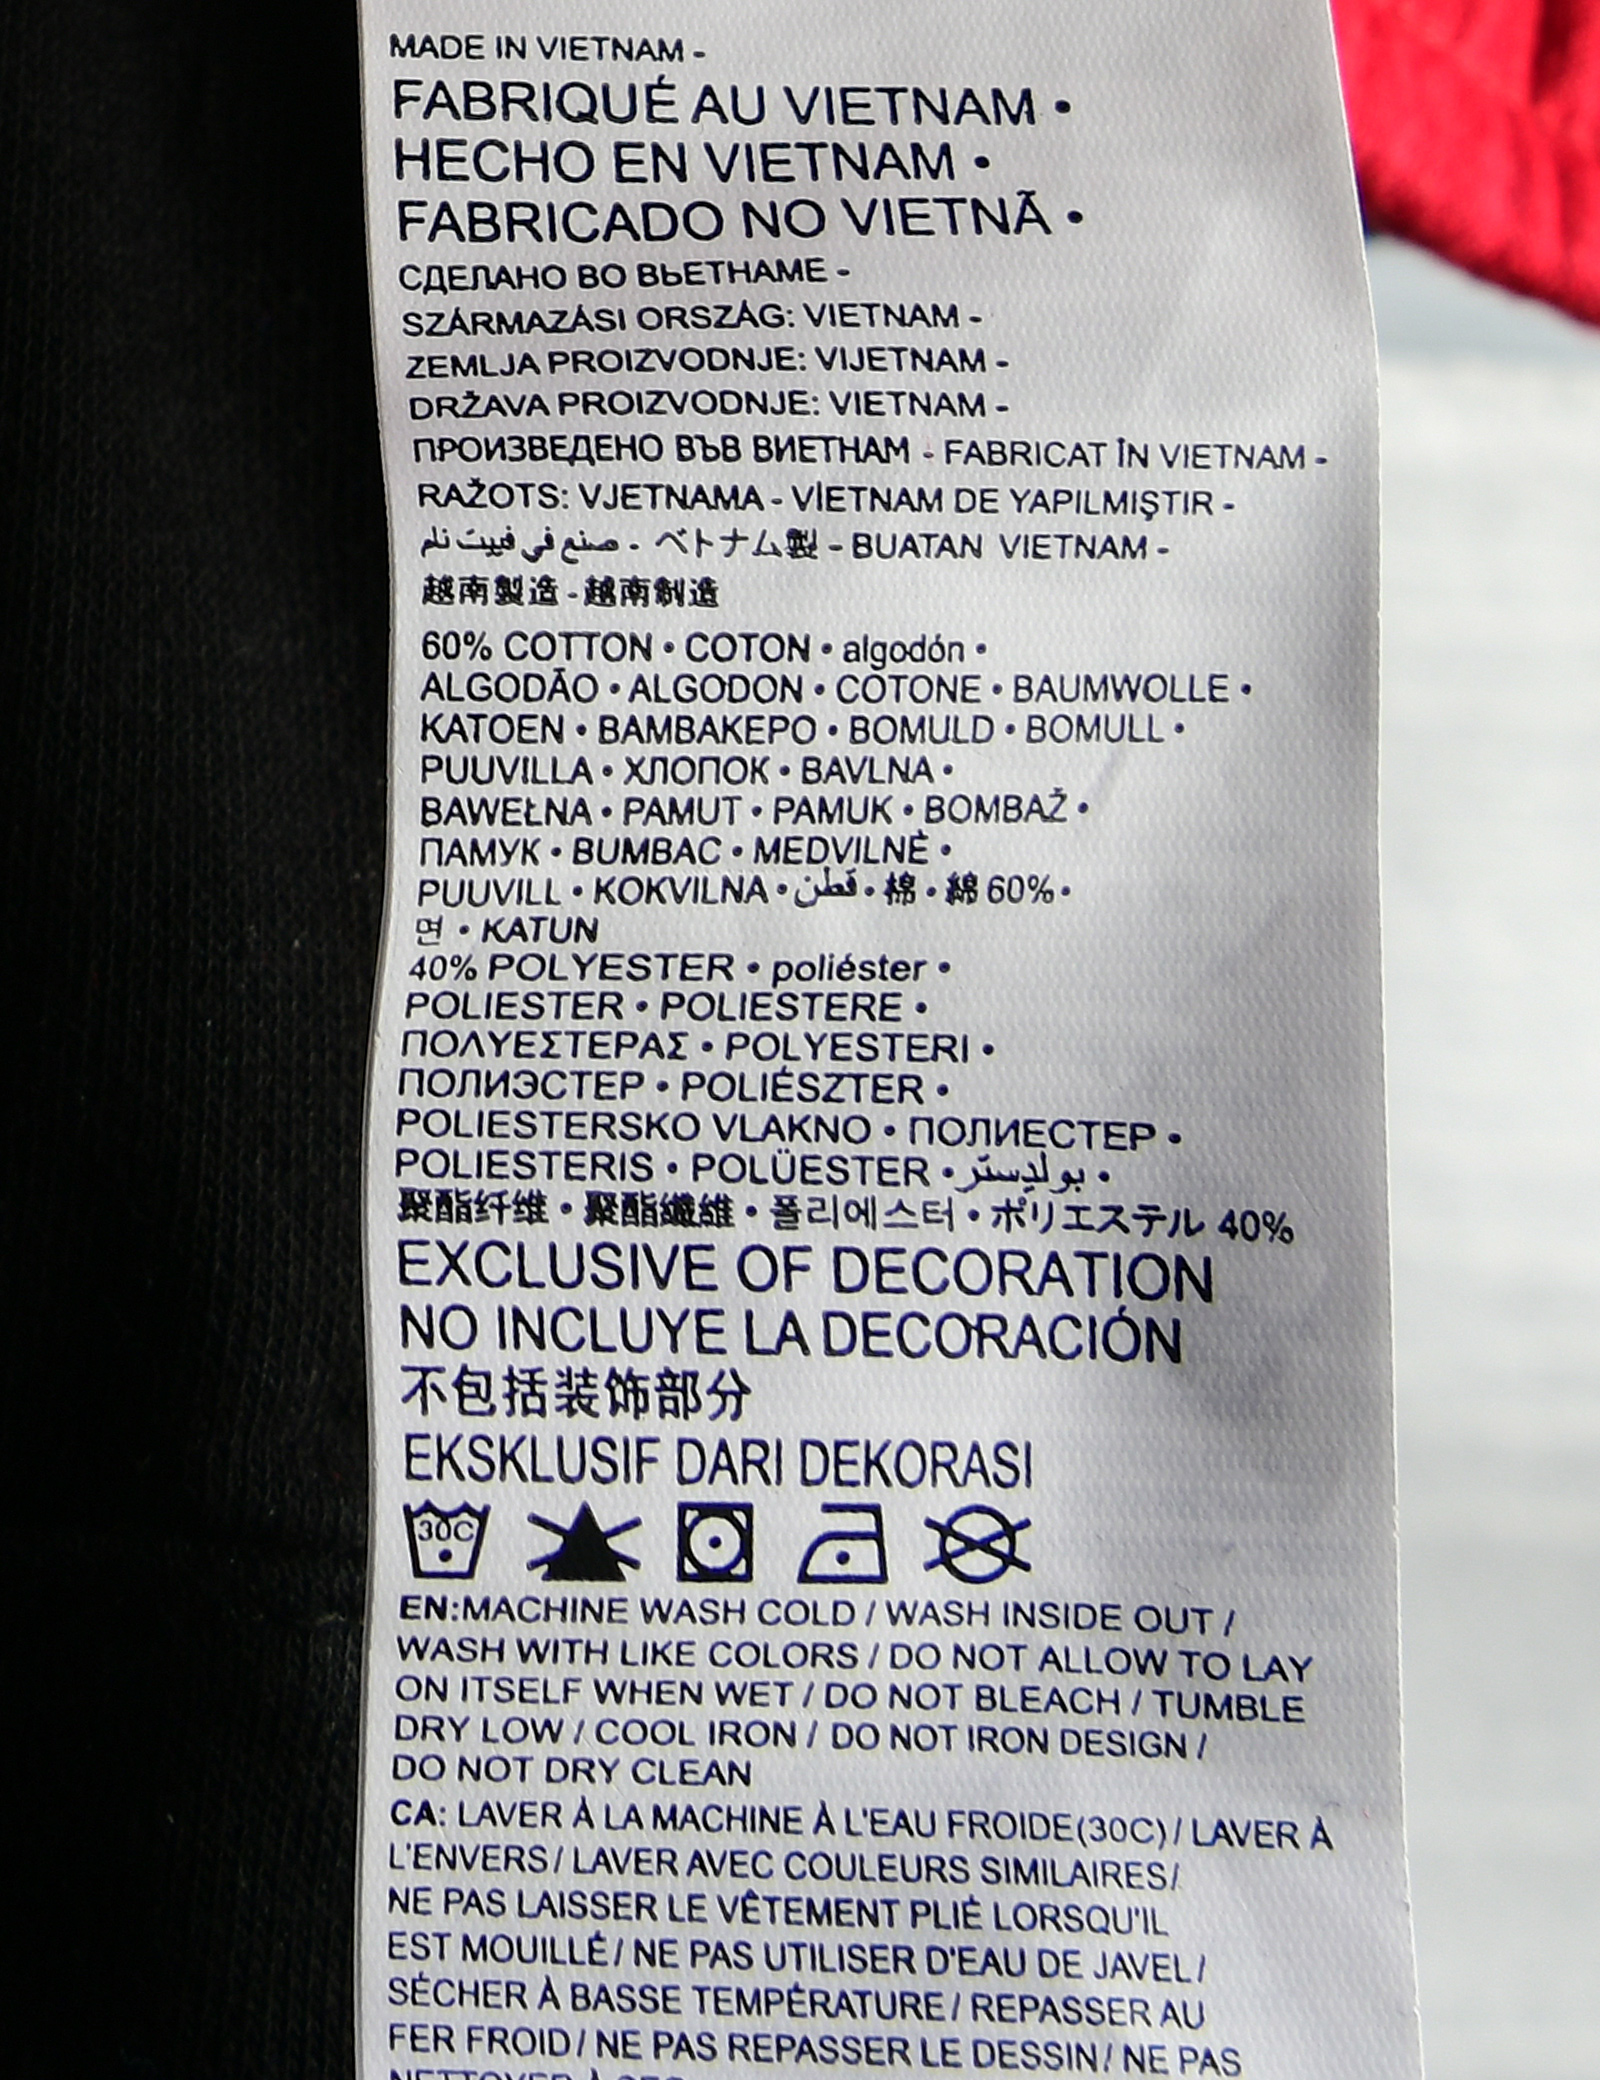 MADE IN VIETNAM -
FABRIQUÉ AU VIETNAM •
HECHO EN VIETNAM •
FABRICADO NO VIETNÃ •
СДЕЛАНО ВО ВЬЕТНАМЕ -
SZÁRMAZÁSI ORSZÁG: VIETNAM -
ZEMLJA PROIZVODNJE: VIJETNAM -
DRŽAVA PROIZVODNJE: VIETNAM -
ПРОИЗВЕДЕНО ВЪВ ВИЕТНАМ - FABRICAT ÎN VIETNAM -
RAŽOTS: VJETNAMA - VİETNAM DE YAPILMIŞTIR -
صنع في فييت نام - ベトナム製 - BUATAN VIETNAM -
越南製造 - 越南制造
60% COTTON • COTON • algodón •
ALGODÃO • ALGODON • COTONE • BAUMWOLLE •
KATOEN • ΒΑΜΒΑΚΕΡΟ • BOMULD • BOMULL •
PUUVILLA • ХЛОПОК • BAVLNA •
BAWEŁNA • PAMUT • PAMUK • BOMBAŽ •
ПАМУК • BUMBAC • MEDVILNĖ •
PUUVILL • KOKVILNA • قطن • 棉 • 綿 60% •
면 • KATUN
40% POLYESTER • poliéster •
POLIESTER • POLIESTERE •
ΠΟΛΥΕΣΤΕΡΑΣ • POLYESTERI •
ПОЛИЭСТЕР • POLIÉSZTER •
POLIESTERSKO VLAKNO • ПОЛИЕСТЕР •
POLIESTERIS • POLÜESTER • بوليستر •
聚酯纤维 • 聚酯纖維 • 폴리에스터 • ポリエステル 40%
EXCLUSIVE OF DECORATION
NO INCLUYE LA DECORACIÓN
不包括装饰部分
EKSKLUSIF DARI DEKORASI
30C
EN:MACHINE WASH COLD / WASH INSIDE OUT /
WASH WITH LIKE COLORS / DO NOT ALLOW TO LAY
ON ITSELF WHEN WET / DO NOT BLEACH / TUMBLE
DRY LOW / COOL IRON / DO NOT IRON DESIGN /
DO NOT DRY CLEAN
CA: LAVER À LA MACHINE À L'EAU FROIDE(30C) / LAVER À
L'ENVERS / LAVER AVEC COULEURS SIMILAIRES/
NE PAS LAISSER LE VÊTEMENT PLIÉ LORSQU'IL
EST MOUILLÉ / NE PAS UTILISER D'EAU DE JAVEL /
SÉCHER À BASSE TEMPÉRATURE / REPASSER AU
FER FROID / NE PAS REPASSER LE DESSIN / NE PAS